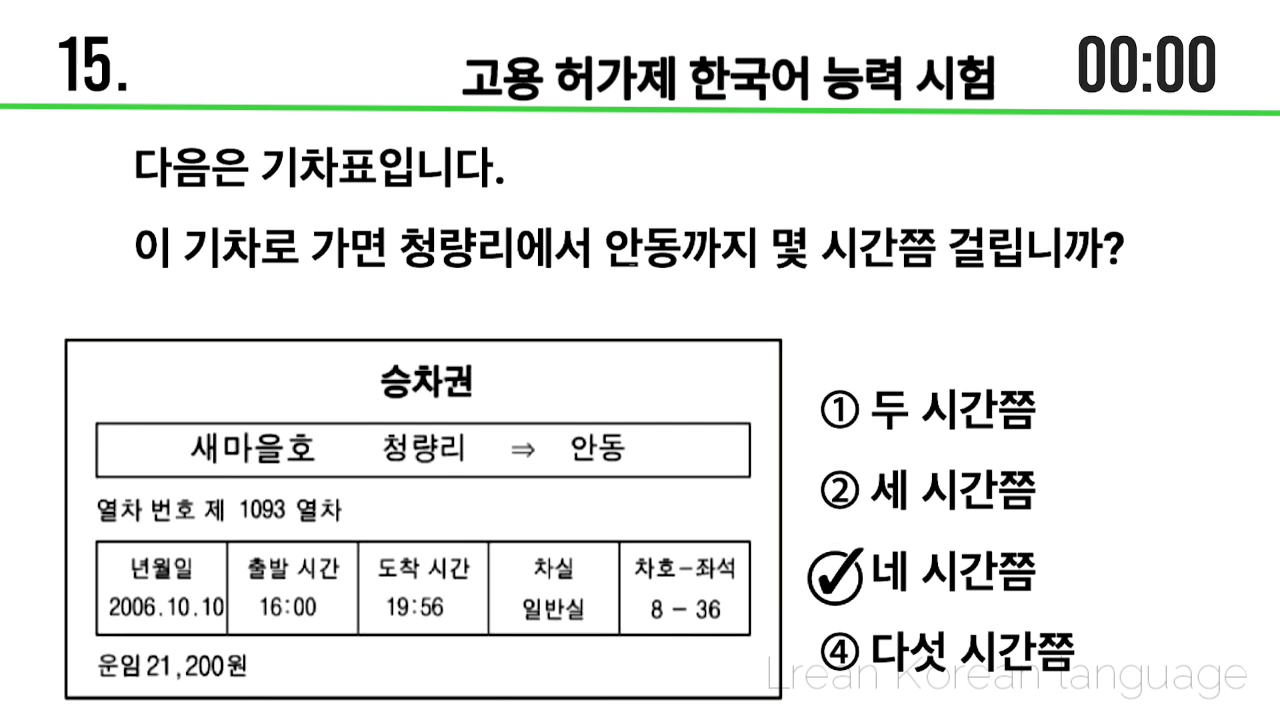 15.
고용 허가제 한국어 능력 시험
00:00
다음은 기차표입니다.
이 기차로 가면 청량리에서 안동까지 몇 시간쯤 걸립니까?
승차권
새마을호 청량리 ⇒ 안동
열차 번호 제 1093 열차
년월일 출발 시간 도착 시간 차실 차호-좌석
2006.10.10 16:00 19:56 일반실 8 - 36
운임 21,200원
① 두 시간쯤
② 세 시간쯤
✓ 네 시간쯤
④ 다섯 시간쯤
Lrean Korean language